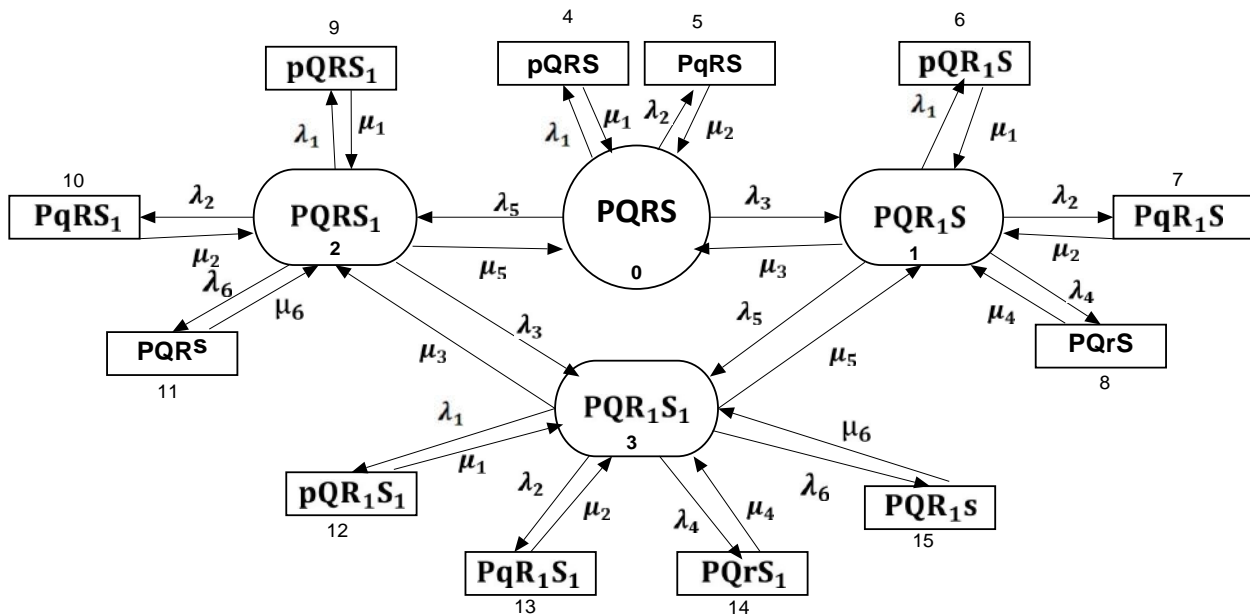 9
pQRS₁
4
pQRS
5
PqRS
6
pQR₁S
λ₁
μ₁
λ₁
μ₁
λ₂
μ₂
λ₁
μ₁
10
PqRS₁
λ₂
μ₂
PQRS₁
2
λ₅
μ₅
PQRS
0
λ₃
μ₃
PQR₁S
1
λ₂
μ₂
7
PqR₁S
λ₆
μ₆
PQRs
11
λ₃
μ₃
λ₅
μ₅
λ₄
μ₄
PQrS
8
PQR₁S₁
3
λ₁
μ₁
pQR₁S₁
12
λ₂
μ₂
PqR₁S₁
13
λ₄
μ₄
PQrS₁
14
μ₆
λ₆
PQR₁s
15